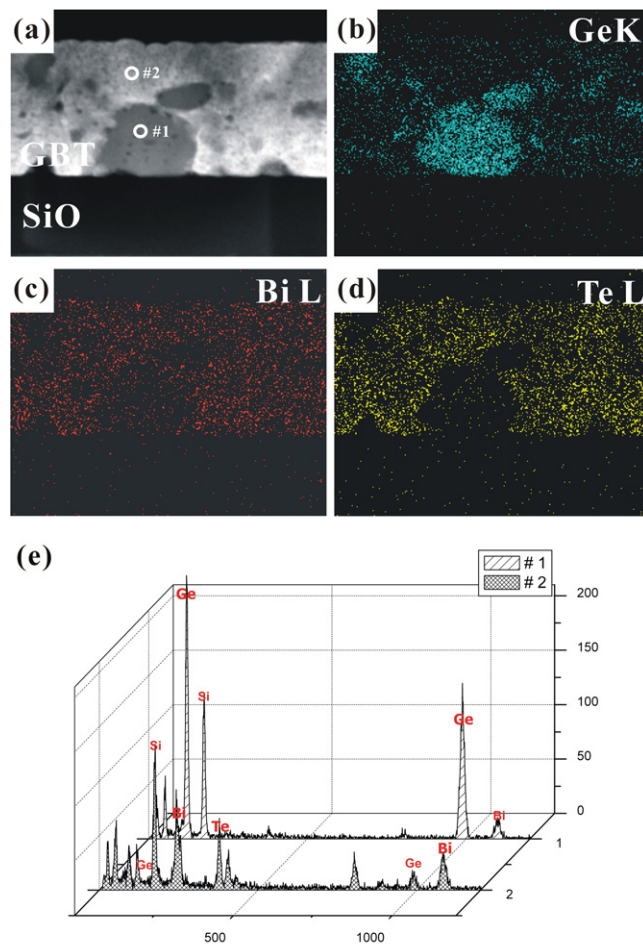 (a)
#2
#1
GBT
SiO
(b) GeK
(c) Bi L
(d) Te L
(e)
# 1
# 2
200
150
100
50
0
Ge
Si
Ge
Bi
1
Si
Bi
Te
Ge
Ge
Bi
2
500
1000